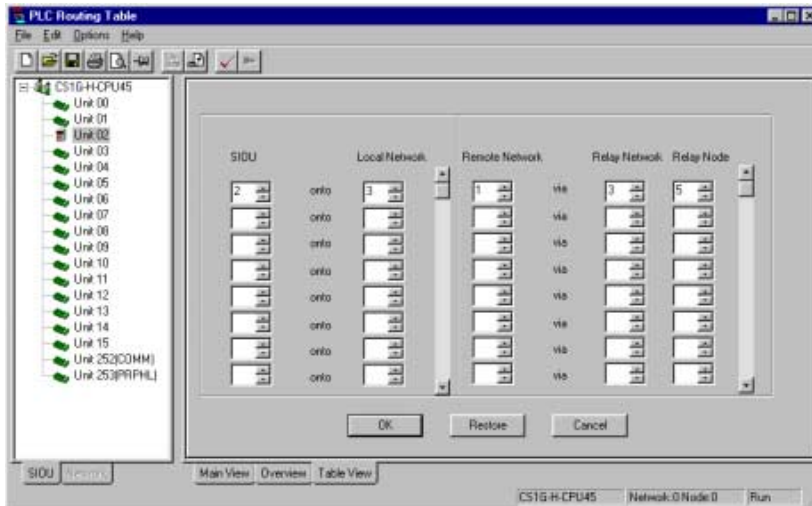 PLC Routing Table
File Edit Options Help
CS1G-H-CPU45
Unit 00
Unit 01
Unit 02
Unit 03
Unit 04
Unit 05
Unit 06
Unit 07
Unit 08
Unit 09
Unit 10
Unit 11
Unit 12
Unit 13
Unit 14
Unit 15
Unit 252(COMM)
Unit 253(PRPHL)
SIOU Network
SIOU Local Network Remote Network Relay Network Relay Node
2 onto 3 1 via 3 5
onto via
onto via
onto via
onto via
onto via
onto via
onto via
OK Restore Cancel
Main View Overview Table View
CS1G-H-CPU45 Network:0 Node:0 Run